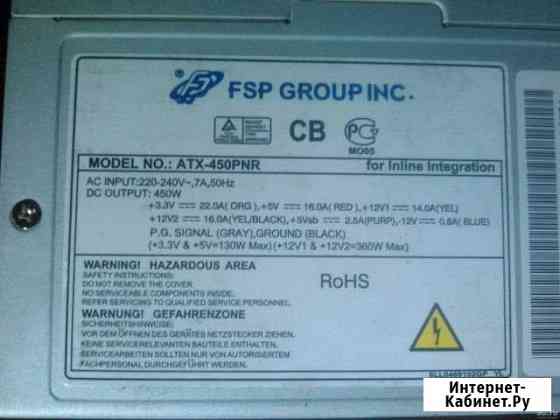 FSP GROUP INC.
CB
PG
MO05
MODEL NO.: ATX-450PNR for Inline Integration
AC INPUT:220-240V~,7A,50Hz
DC OUTPUT: 450W
+3.3V 22.0A( ORG ), +5V 16.0A( RED ), +12V1 14.0A(YEL)
+12V2 16.0A(YEL/BLACK), +5Vsb 2.5A(PURP),-12V 0.8A( BLUE)
P.G. SIGNAL (GRAY),GROUND (BLACK)
(+3.3V & +5V=130W Max) (+12V1 & +12V2=360W Max)
WARNING! HAZARDOUS AREA
SAFETY INSTRUCTIONS:
DO NOT REMOVE THE COVER.
NO SERVICEABLE COMPONENTS INSIDE.
REFER SERVICING TO QUALIFIED SERVICE PERSONNEL.
RoHS
WARNUNG! GEFAHRENZONE
SICHERHEITSHINWEISE:
VOR DEM ÖFFNEN DES GERÄTES NETZSTECKER ZIEHEN.
KEINE SERVICERELEVANTEN BAUTEILE ENTHALTEN.
SERVICEARBEITEN SOLLTEN NUR VON AUTORISIERTEM
FACHPERSONAL DURCHGEFÜHRT WERDEN.
Интернет-
Кабинет.Ру
Интернет-
Кабинет.Ру